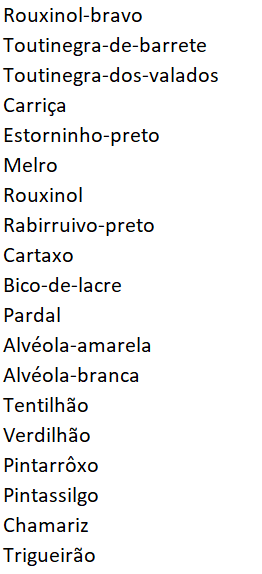 Rouxinol-bravo
Toutinegra-de-barrete
Toutinegra-dos-valados
Carriça
Estorninho-preto
Melro
Rouxinol
Rabirruivo-preto
Cartaxo
Bico-de-lacre
Pardal
Alvéola-amarela
Alvéola-branca
Tentilhão
Verdilhão
Pintarrôxo
Pintassilgo
Chamariz
Trigueirão